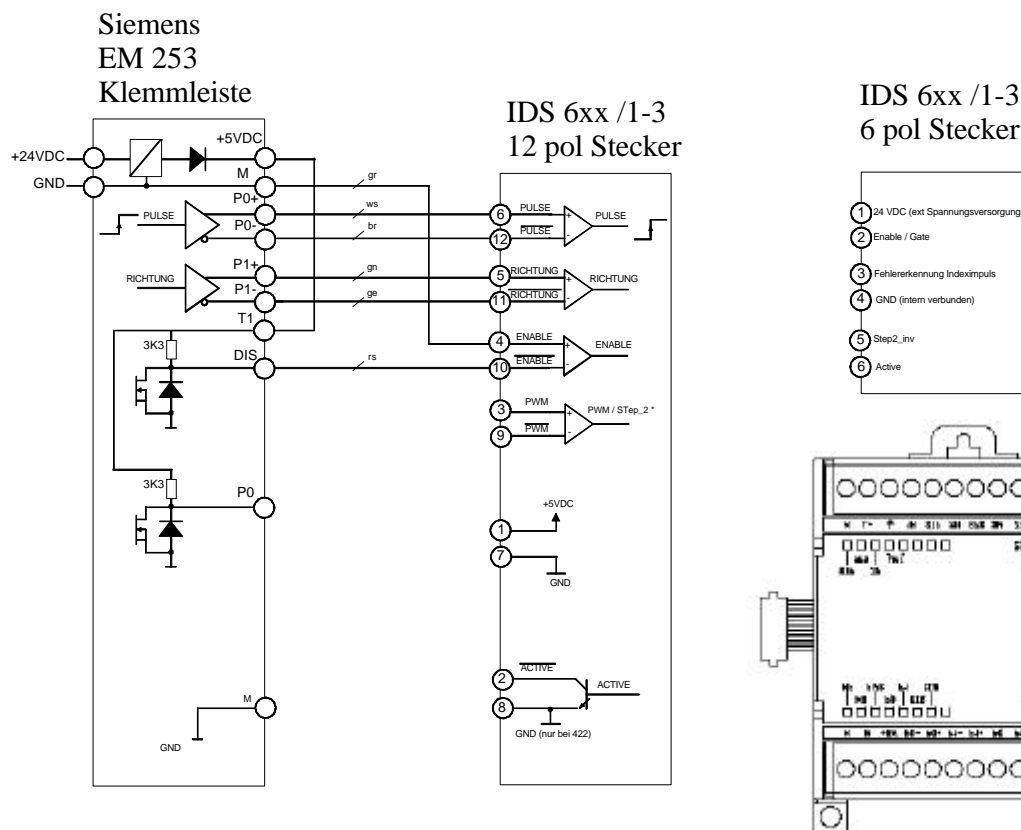 Siemens
EM 253
Klemmleiste
+24VDC
GND
+5VDC
M
P0+
P0-
PULSE
P1+
P1-
RICHTUNG
T1
3K3
DIS
3K3
P0
M
GND
gr
ws
br
gn
ge
rs
IDS 6xx /1-3
12 pol Stecker
6 PULSE
12 PULSE
PULSE
5 RICHTUNG
11 RICHTUNG
RICHTUNG
4 ENABLE
10 ENABLE
ENABLE
3 PWM
9 PWM
PWM / STep_2 *
+5VDC
1
7
GND
2 ACTIVE
8
ACTIVE
GND (nur bei 422)
IDS 6xx /1-3
6 pol Stecker
1 24 VDC (ext Spannungsversorgung
2 Enable / Gate
3 Fehlererkennung Indeximpuls
4 GND (intern verbunden)
5 Step2_inv
6 Active